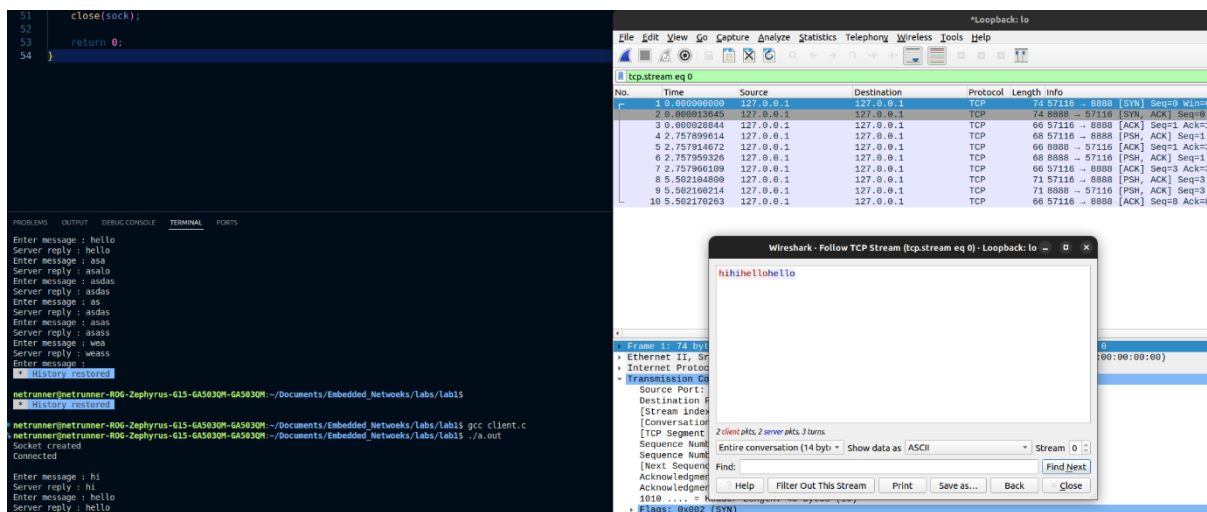 51 close(sock);
52
53 return 0;
54 }
PROBLEMS OUTPUT DEBUG CONSOLE TERMINAL PORTS
Enter message : hello
Server reply : hello
Enter message : asa
Server reply : asalo
Enter message : asdas
Server reply : asdas
Enter message : as
Server reply : asdas
Enter message : asas
Server reply : asass
Enter message : wea
Server reply : weass
Enter message :
* History restored
netrunner@netrunner-ROG-Zephyrus-G15-GA503QM-GA503QM:~/Documents/Embedded_Netwoeks/labs/lab1$
* History restored
netrunner@netrunner-ROG-Zephyrus-G15-GA503QM-GA503QM:~/Documents/Embedded_Netwoeks/labs/lab1$ gcc client.c
netrunner@netrunner-ROG-Zephyrus-G15-GA503QM-GA503QM:~/Documents/Embedded_Netwoeks/labs/lab1$ ./a.out
Socket created
Connected
Enter message : hi
Server reply : hi
Enter message : hello
Server reply : hello
*Loopback: lo
File Edit View Go Capture Analyze Statistics Telephony Wireless Tools Help
tcp.stream eq 0
No. Time Source Destination Protocol Length Info
1 0.000000000 127.0.0.1 127.0.0.1 TCP 74 57116 → 8888 [SYN] Seq=0 Win=
2 0.000013645 127.0.0.1 127.0.0.1 TCP 74 8888 → 57116 [SYN, ACK] Seq=0
3 0.000028844 127.0.0.1 127.0.0.1 TCP 66 57116 → 8888 [ACK] Seq=1 Ack=
4 2.757899614 127.0.0.1 127.0.0.1 TCP 68 57116 → 8888 [PSH, ACK] Seq=1
5 2.757914672 127.0.0.1 127.0.0.1 TCP 66 8888 → 57116 [ACK] Seq=1 Ack=
6 2.757959326 127.0.0.1 127.0.0.1 TCP 68 8888 → 57116 [PSH, ACK] Seq=1
7 2.757966109 127.0.0.1 127.0.0.1 TCP 66 57116 → 8888 [ACK] Seq=3 Ack=
8 5.502104800 127.0.0.1 127.0.0.1 TCP 71 57116 → 8888 [PSH, ACK] Seq=3
9 5.502160214 127.0.0.1 127.0.0.1 TCP 71 8888 → 57116 [PSH, ACK] Seq=3
10 5.502170263 127.0.0.1 127.0.0.1 TCP 66 57116 → 8888 [ACK] Seq=8 Ack=
Wireshark · Follow TCP Stream (tcp.stream eq 0) · Loopback: lo
hihihellohello
Frame 1: 74 byt
Ethernet II, Sr :00:00:00:00)
Internet Protoc
Transmission Co
Source Port:
Destination P
[Stream index
[Conversation
[TCP Segment
Sequence Numb
Sequence Numb
[Next Sequenc
Acknowledgmen
Acknowledgmen
1010 .... =
Flags: 0x002 (SYN)
2 client pkts, 2 server pkts, 3 turns.
Entire conversation (14 byt Show data as ASCII Stream 0
Find: Find Next
Help Filter Out This Stream Print Save as... Back Close